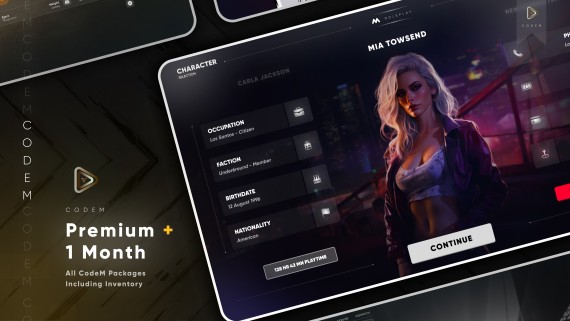 ROLEPLAY
CODEM
CHARACTER
SELECTION
CARLA JACKSON
MIA TOWSEND
OCCUPATION
Los Santos - Citizen
FACTION
Underground - Member
BIRTHDATE
12 August 1996
NATIONALITY
American
128 HR 42 MN PLAYTIME
CONTINUE
CODEM
CODEM
Premium +
1 Month
All CodeM Packages
Including Inventory